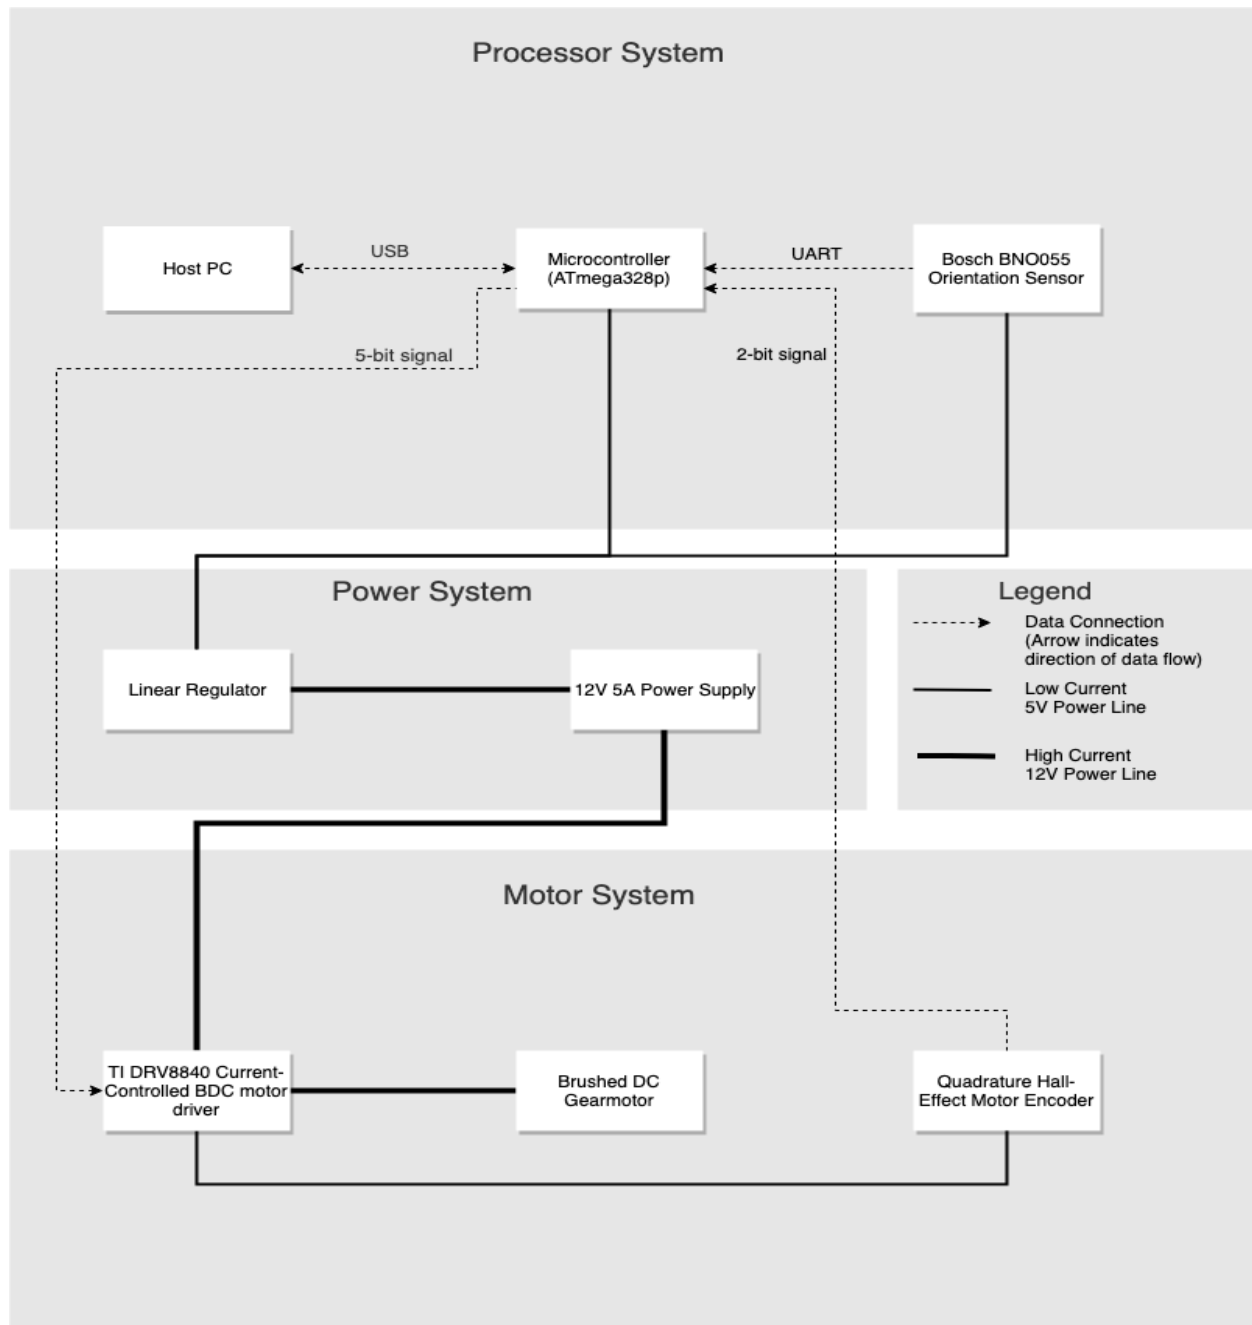 Processor System
Host PC
USB
Microcontroller
(ATmega328p)
UART
Bosch BNO055
Orientation Sensor
5-bit signal
2-bit signal
Power System
Linear Regulator
12V 5A Power Supply
Legend
Data Connection
(Arrow indicates
direction of data flow)
Low Current
5V Power Line
High Current
12V Power Line
Motor System
TI DRV8840 Current-
Controlled BDC motor
driver
Brushed DC
Gearmotor
Quadrature Hall-
Effect Motor Encoder